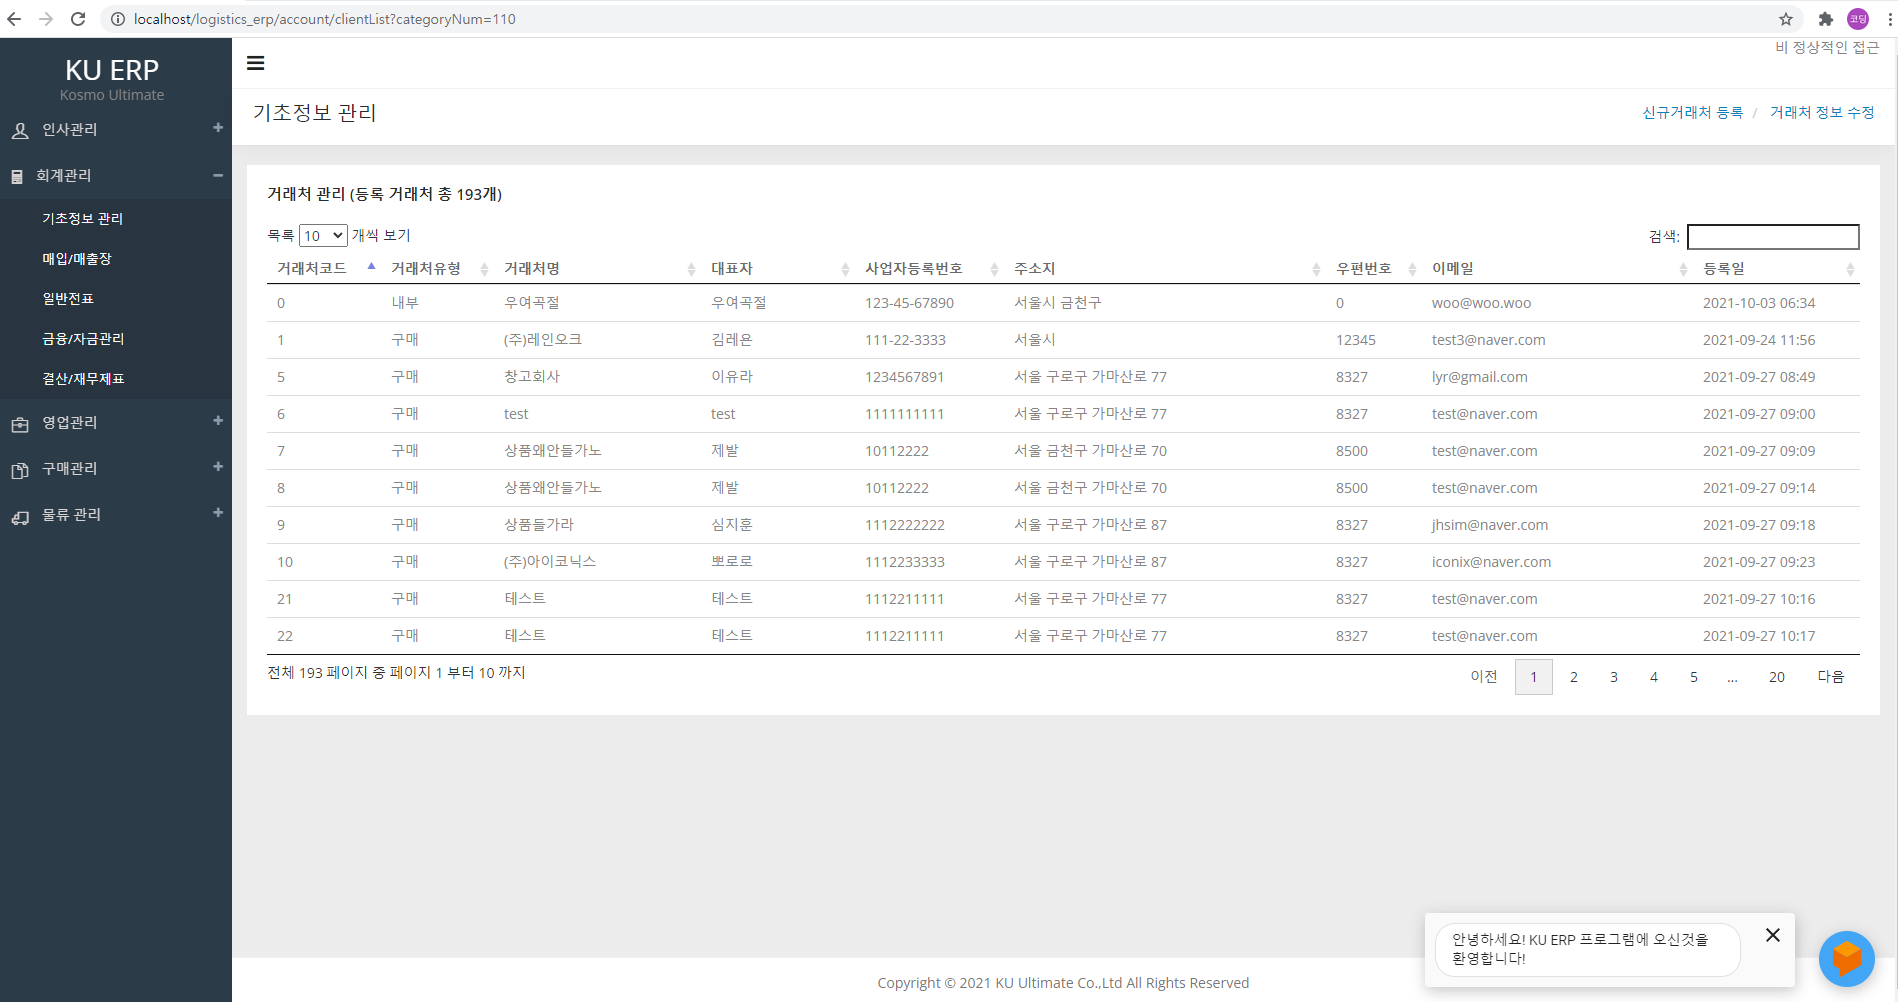 localhost/logistics_erp/account/clientList?categoryNum=110
코딩
KU ERP
Kosmo Ultimate
인사관리
회계관리
기초정보 관리
매입/매출장
일반전표
금융/자금관리
결산/재무제표
영업관리
구매관리
물류 관리
비 정상적인 접근
기초정보 관리
신규거래처 등록 / 거래처 정보 수정
거래처 관리 (등록 거래처 총 193개)
목록 10 개씩 보기
검색:
거래처코드 거래처유형 거래처명 대표자 사업자등록번호 주소지 우편번호 이메일 등록일
0 내부 우여곡절 우여곡절 123-45-67890 서울시 금천구 0 woo@woo.woo 2021-10-03 06:34
1 구매 (주)레인오크 김레욘 111-22-3333 서울시 12345 test3@naver.com 2021-09-24 11:56
5 구매 창고회사 이유라 1234567891 서울 구로구 가마산로 77 8327 lyr@gmail.com 2021-09-27 08:49
6 구매 test test 1111111111 서울 구로구 가마산로 77 8327 test@naver.com 2021-09-27 09:00
7 구매 상품왜안들가노 제발 10112222 서울 금천구 가마산로 70 8500 test@naver.com 2021-09-27 09:09
8 구매 상품왜안들가노 제발 10112222 서울 금천구 가마산로 70 8500 test@naver.com 2021-09-27 09:14
9 구매 상품들가라 심지훈 1112222222 서울 구로구 가마산로 87 8327 jhsim@naver.com 2021-09-27 09:18
10 구매 (주)아이코닉스 뽀로로 1112233333 서울 구로구 가마산로 87 8327 iconix@naver.com 2021-09-27 09:23
21 구매 테스트 테스트 1112211111 서울 구로구 가마산로 77 8327 test@naver.com 2021-09-27 10:16
22 구매 테스트 테스트 1112211111 서울 구로구 가마산로 77 8327 test@naver.com 2021-09-27 10:17
전체 193 페이지 중 페이지 1 부터 10 까지
이전 1 2 3 4 5 … 20 다음
안녕하세요! KU ERP 프로그램에 오신것을
환영합니다!
Copyright © 2021 KU Ultimate Co.,Ltd All Rights Reserved